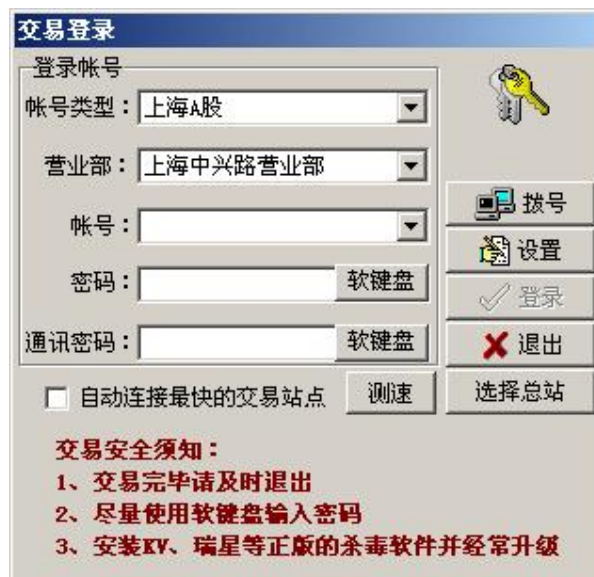 交易登录
登录帐号
帐号类型：上海A股
营业部：上海中兴路营业部
拨号
帐号：
设置
密码： 软键盘
登录
通讯密码： 软键盘
退出
自动连接最快的交易站点 测速 选择总站
交易安全须知：
1、交易完毕请及时退出
2、尽量使用软键盘输入密码
3、安装KV、瑞星等正版的杀毒软件并经常升级